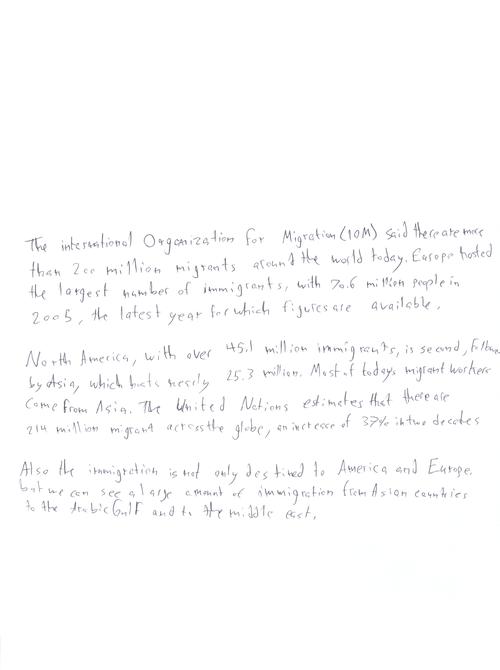 The international Organization for Migration (IOM) said there are more
than 200 million migrants around the world today. Europe hosted
the largest number of immigrants, with 70.6 million people in
2005, the latest year for which figures are available.
North America, with over 45.1 million immigrants, is second,
by Asia, which hosts nearly 25.3 million. Most of todays migrant workers
come from Asia. The United Nations estimates that there are
214 million migrant across the globe, an increase of 37% in two decades
Also the immigration is not only destined to America and Europe.
but we can see a large amount of immigration from Asian countries
to the Arabic Gulf and to the middle east.